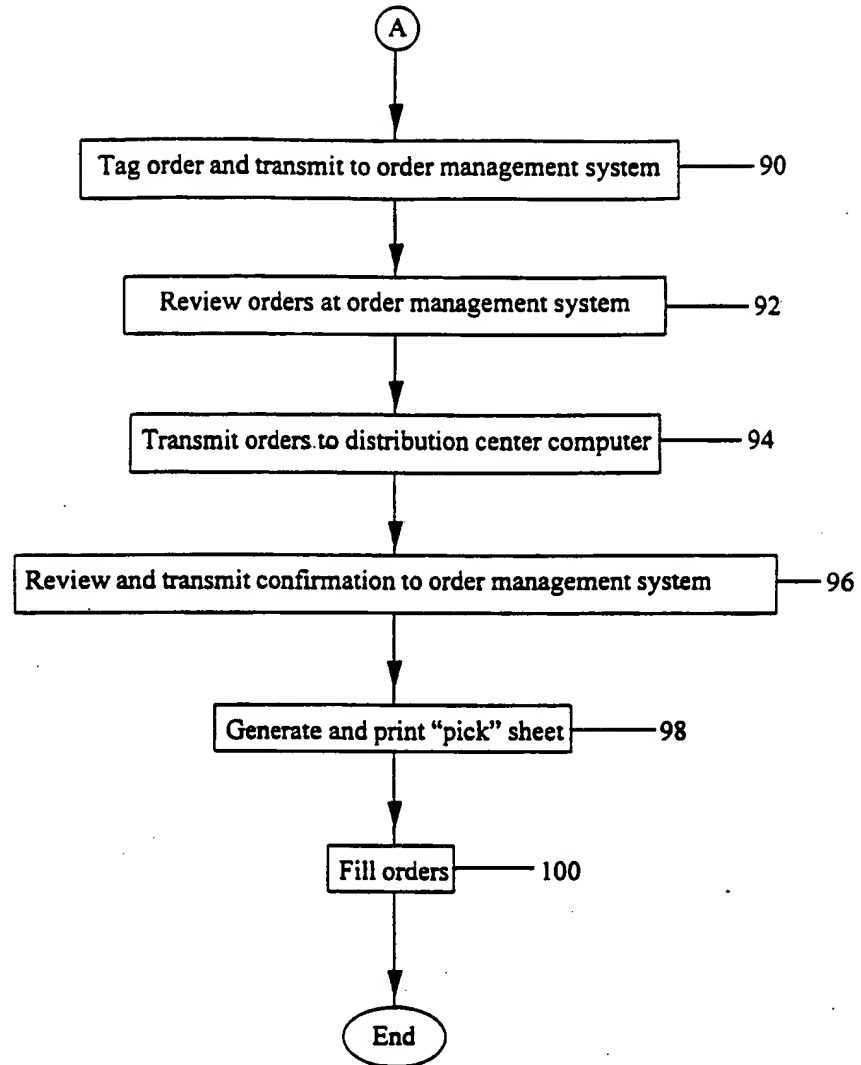 A
Tag order and transmit to order management system 90
Review orders at order management system 92
Transmit orders to distribution center computer 94
Review and transmit confirmation to order management system 96
Generate and print “pick” sheet 98
Fill orders 100
End